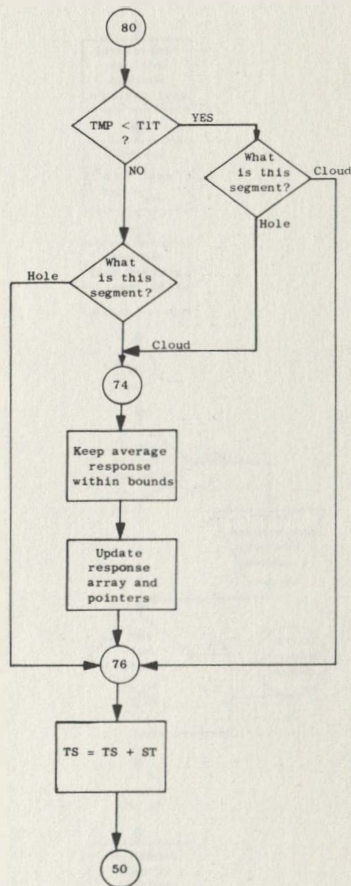 80
TMP < T1T
?
YES
NO
What
is this
segment?
Cloud
Hole
Hole
What
is this
segment?
Cloud
74
Keep average
response
within bounds
Update
response
array and
pointers
76
TS = TS + ST
50